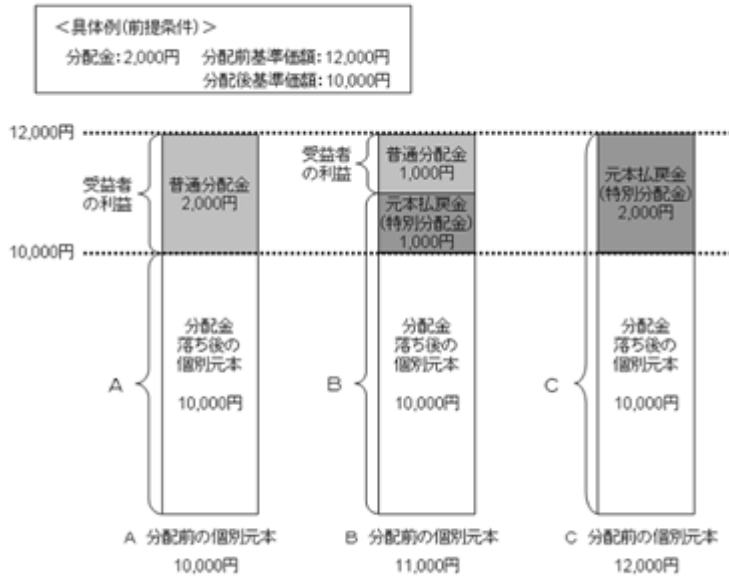 ＜具体例(前提条件)＞
分配金：2,000円　分配前基準価額：12,000円
分配後基準価額：10,000円
12,000円
受益者
の利益
普通分配金
2,000円
10,000円
A
分配金
落ち後の
個別元本
10,000円
A 分配前の個別元本
10,000円
受益者
の利益
普通分配金
1,000円
元本払戻金
(特別分配金)
1,000円
B
分配金
落ち後の
個別元本
10,000円
B 分配前の個別元本
11,000円
元本払戻金
(特別分配金)
2,000円
C
分配金
落ち後の
個別元本
10,000円
C 分配前の個別元本
12,000円